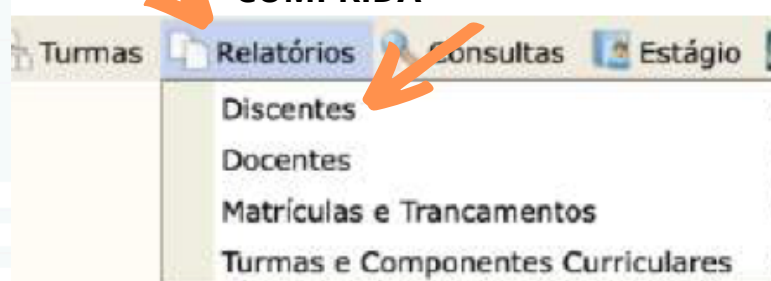 Turmas Relatórios Consultas Estágio
Discentes
Docentes
Matrículas e Trancamentos
Turmas e Componentes Curriculares